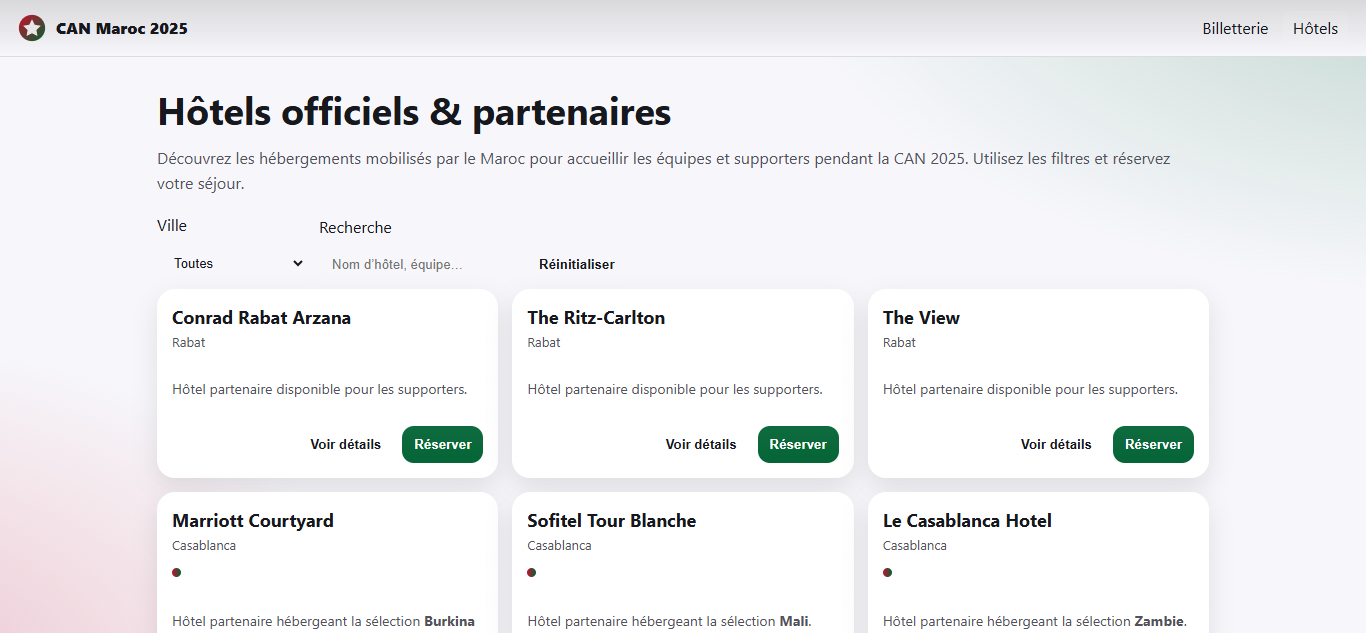 CAN Maroc 2025
Billetterie Hôtels
Hôtels officiels & partenaires
Découvrez les hébergements mobilisés par le Maroc pour accueillir les équipes et supporters pendant la CAN 2025. Utilisez les filtres et réservez
votre séjour.
Ville
Recherche
Toutes
Nom d'hôtel, équipe…
Réinitialiser
Conrad Rabat Arzana
Rabat
Hôtel partenaire disponible pour les supporters.
Voir détails Réserver
The Ritz-Carlton
Rabat
Hôtel partenaire disponible pour les supporters.
Voir détails Réserver
The View
Rabat
Hôtel partenaire disponible pour les supporters.
Voir détails Réserver
Marriott Courtyard
Casablanca
Hôtel partenaire hébergeant la sélection Burkina
Sofitel Tour Blanche
Casablanca
Hôtel partenaire hébergeant la sélection Mali.
Le Casablanca Hotel
Casablanca
Hôtel partenaire hébergeant la sélection Zambie.